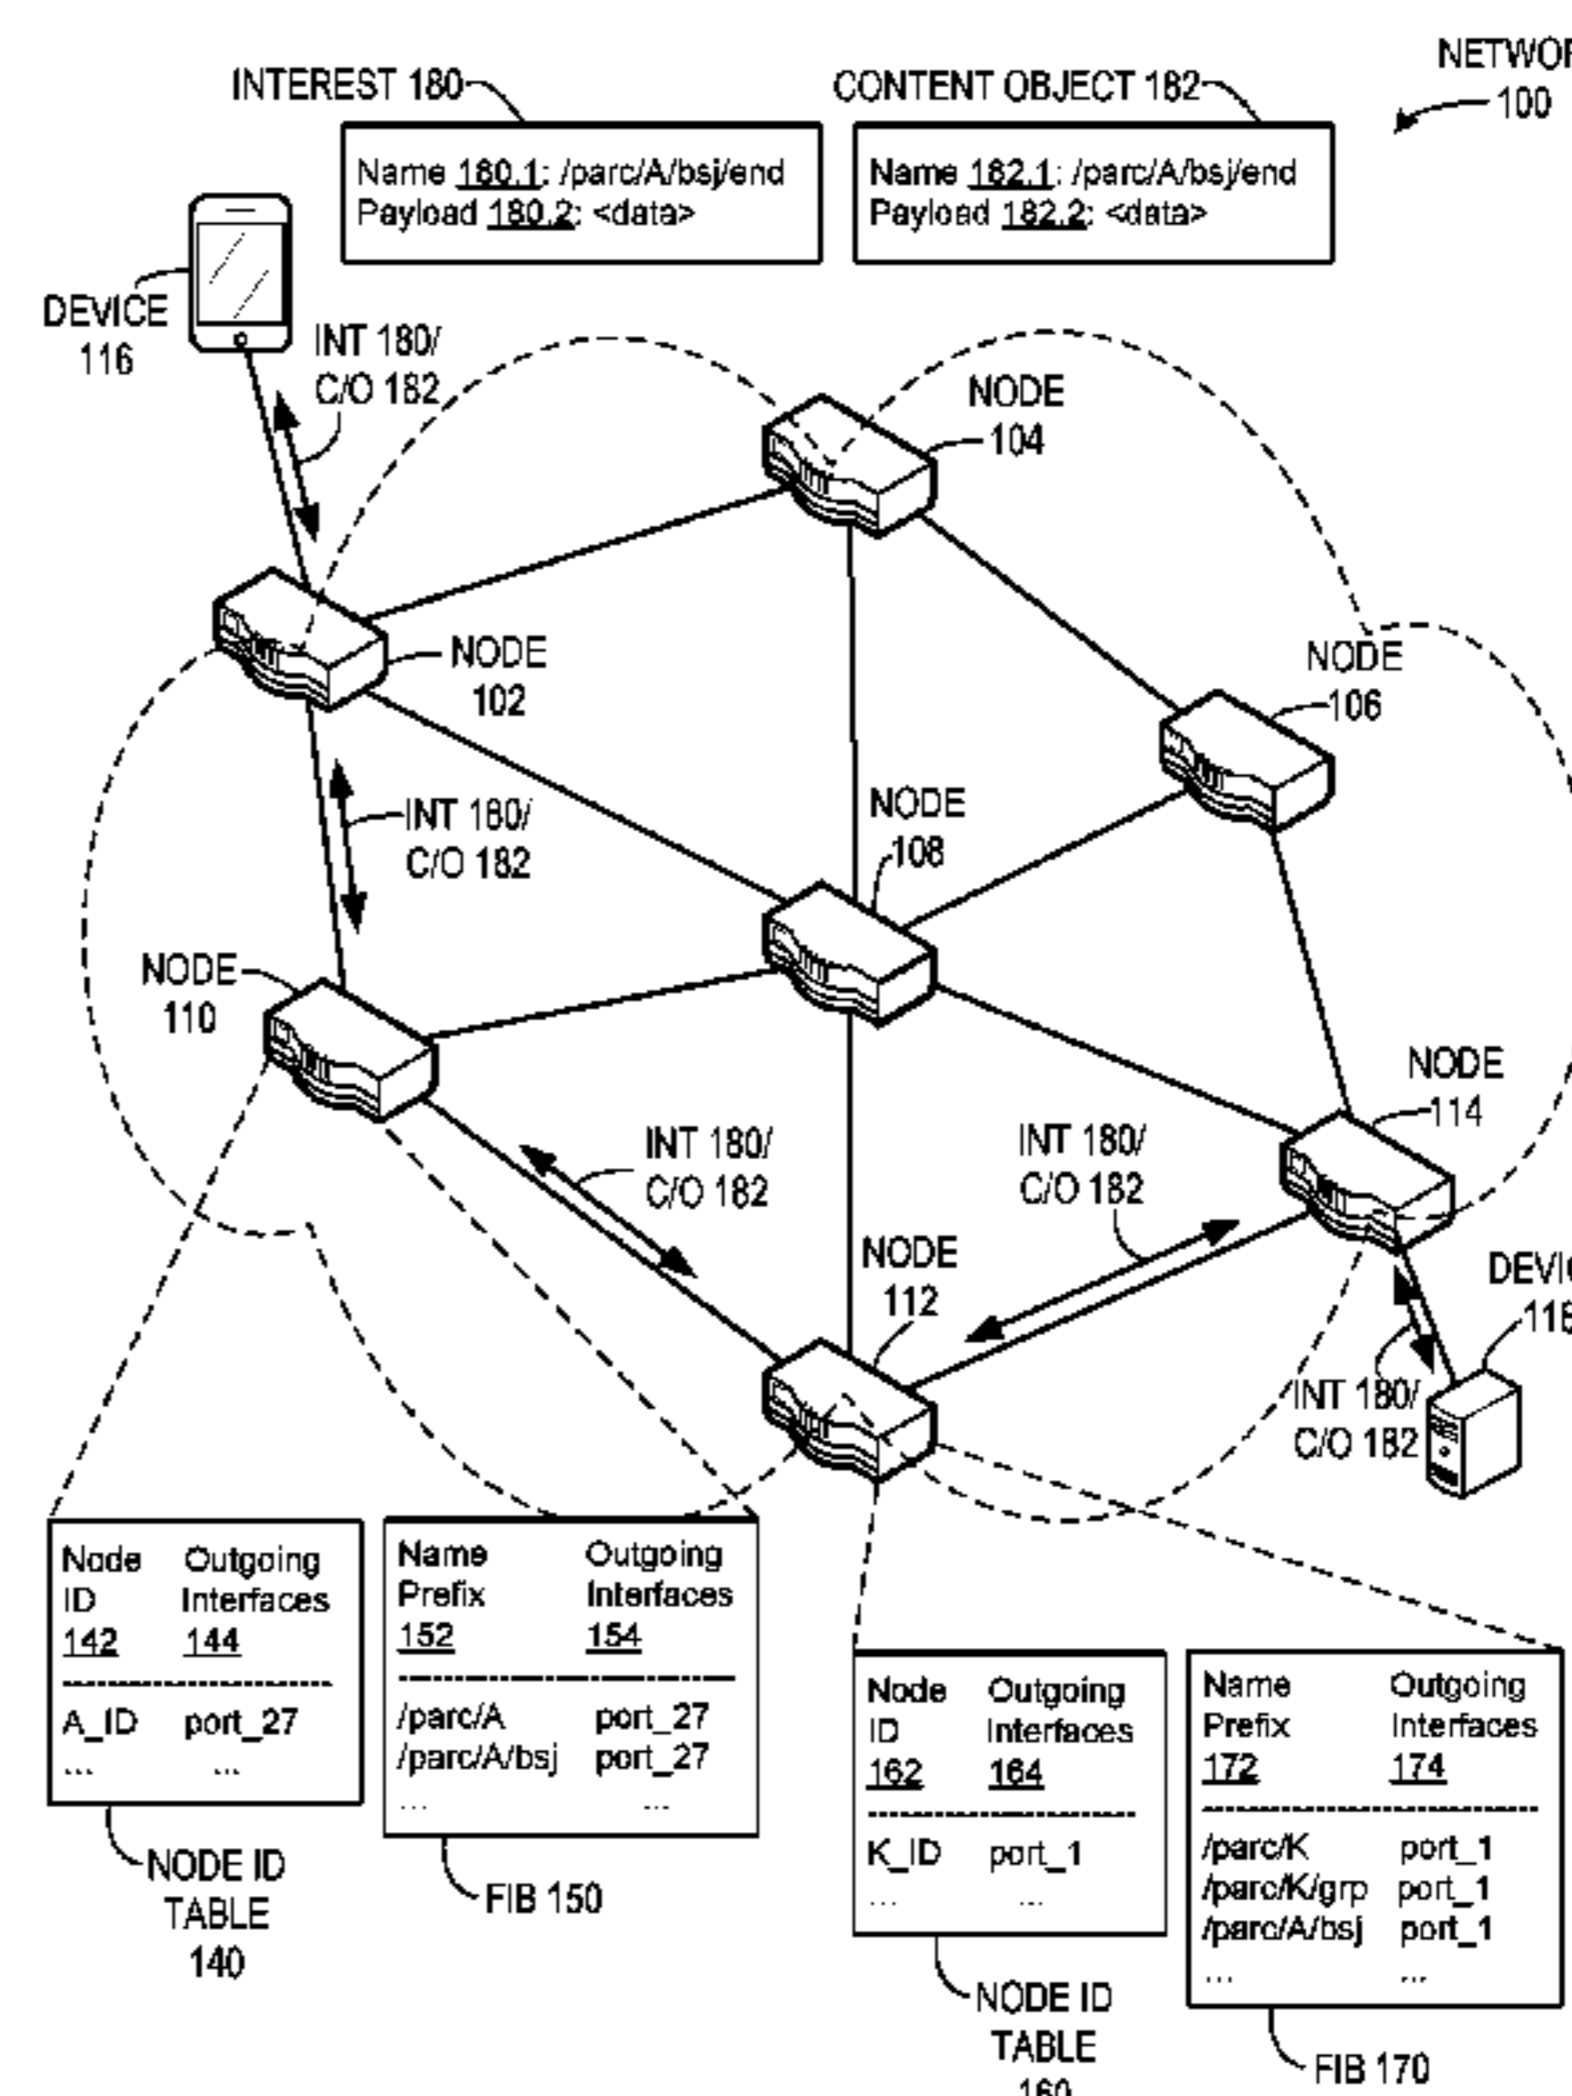 NETWOR
100
INTEREST 180
CONTENT OBJECT 182
Name 180.1: /parc/A/bsj/end
Payload 180.2: <data>
Name 182.1: /parc/A/bsj/end
Payload 182.2: <data>
DEVICE
116
INT 180/
C/O 182
NODE
104
NODE
102
NODE
106
INT 180/
C/O 182
NODE
108
NODE
110
NODE
114
INT 180/
C/O 182
INT 180/
C/O 182
NODE
112
DEVIC
118
INT 180/
C/O 182
Node Outgoing
ID Interfaces
142 144
A_ID port_27
... ...
NODE ID
TABLE
140
Name Outgoing
Prefix Interfaces
152 154
/parc/A port_27
/parc/A/bsj port_27
... ...
FIB 150
Node Outgoing
ID Interfaces
162 164
K_ID port_1
... ...
NODE ID
TABLE
160
Name Outgoing
Prefix Interfaces
172 174
/parc/K port_1
/parc/K/grp port_1
/parc/A/bsj port_1
... ...
FIB 170